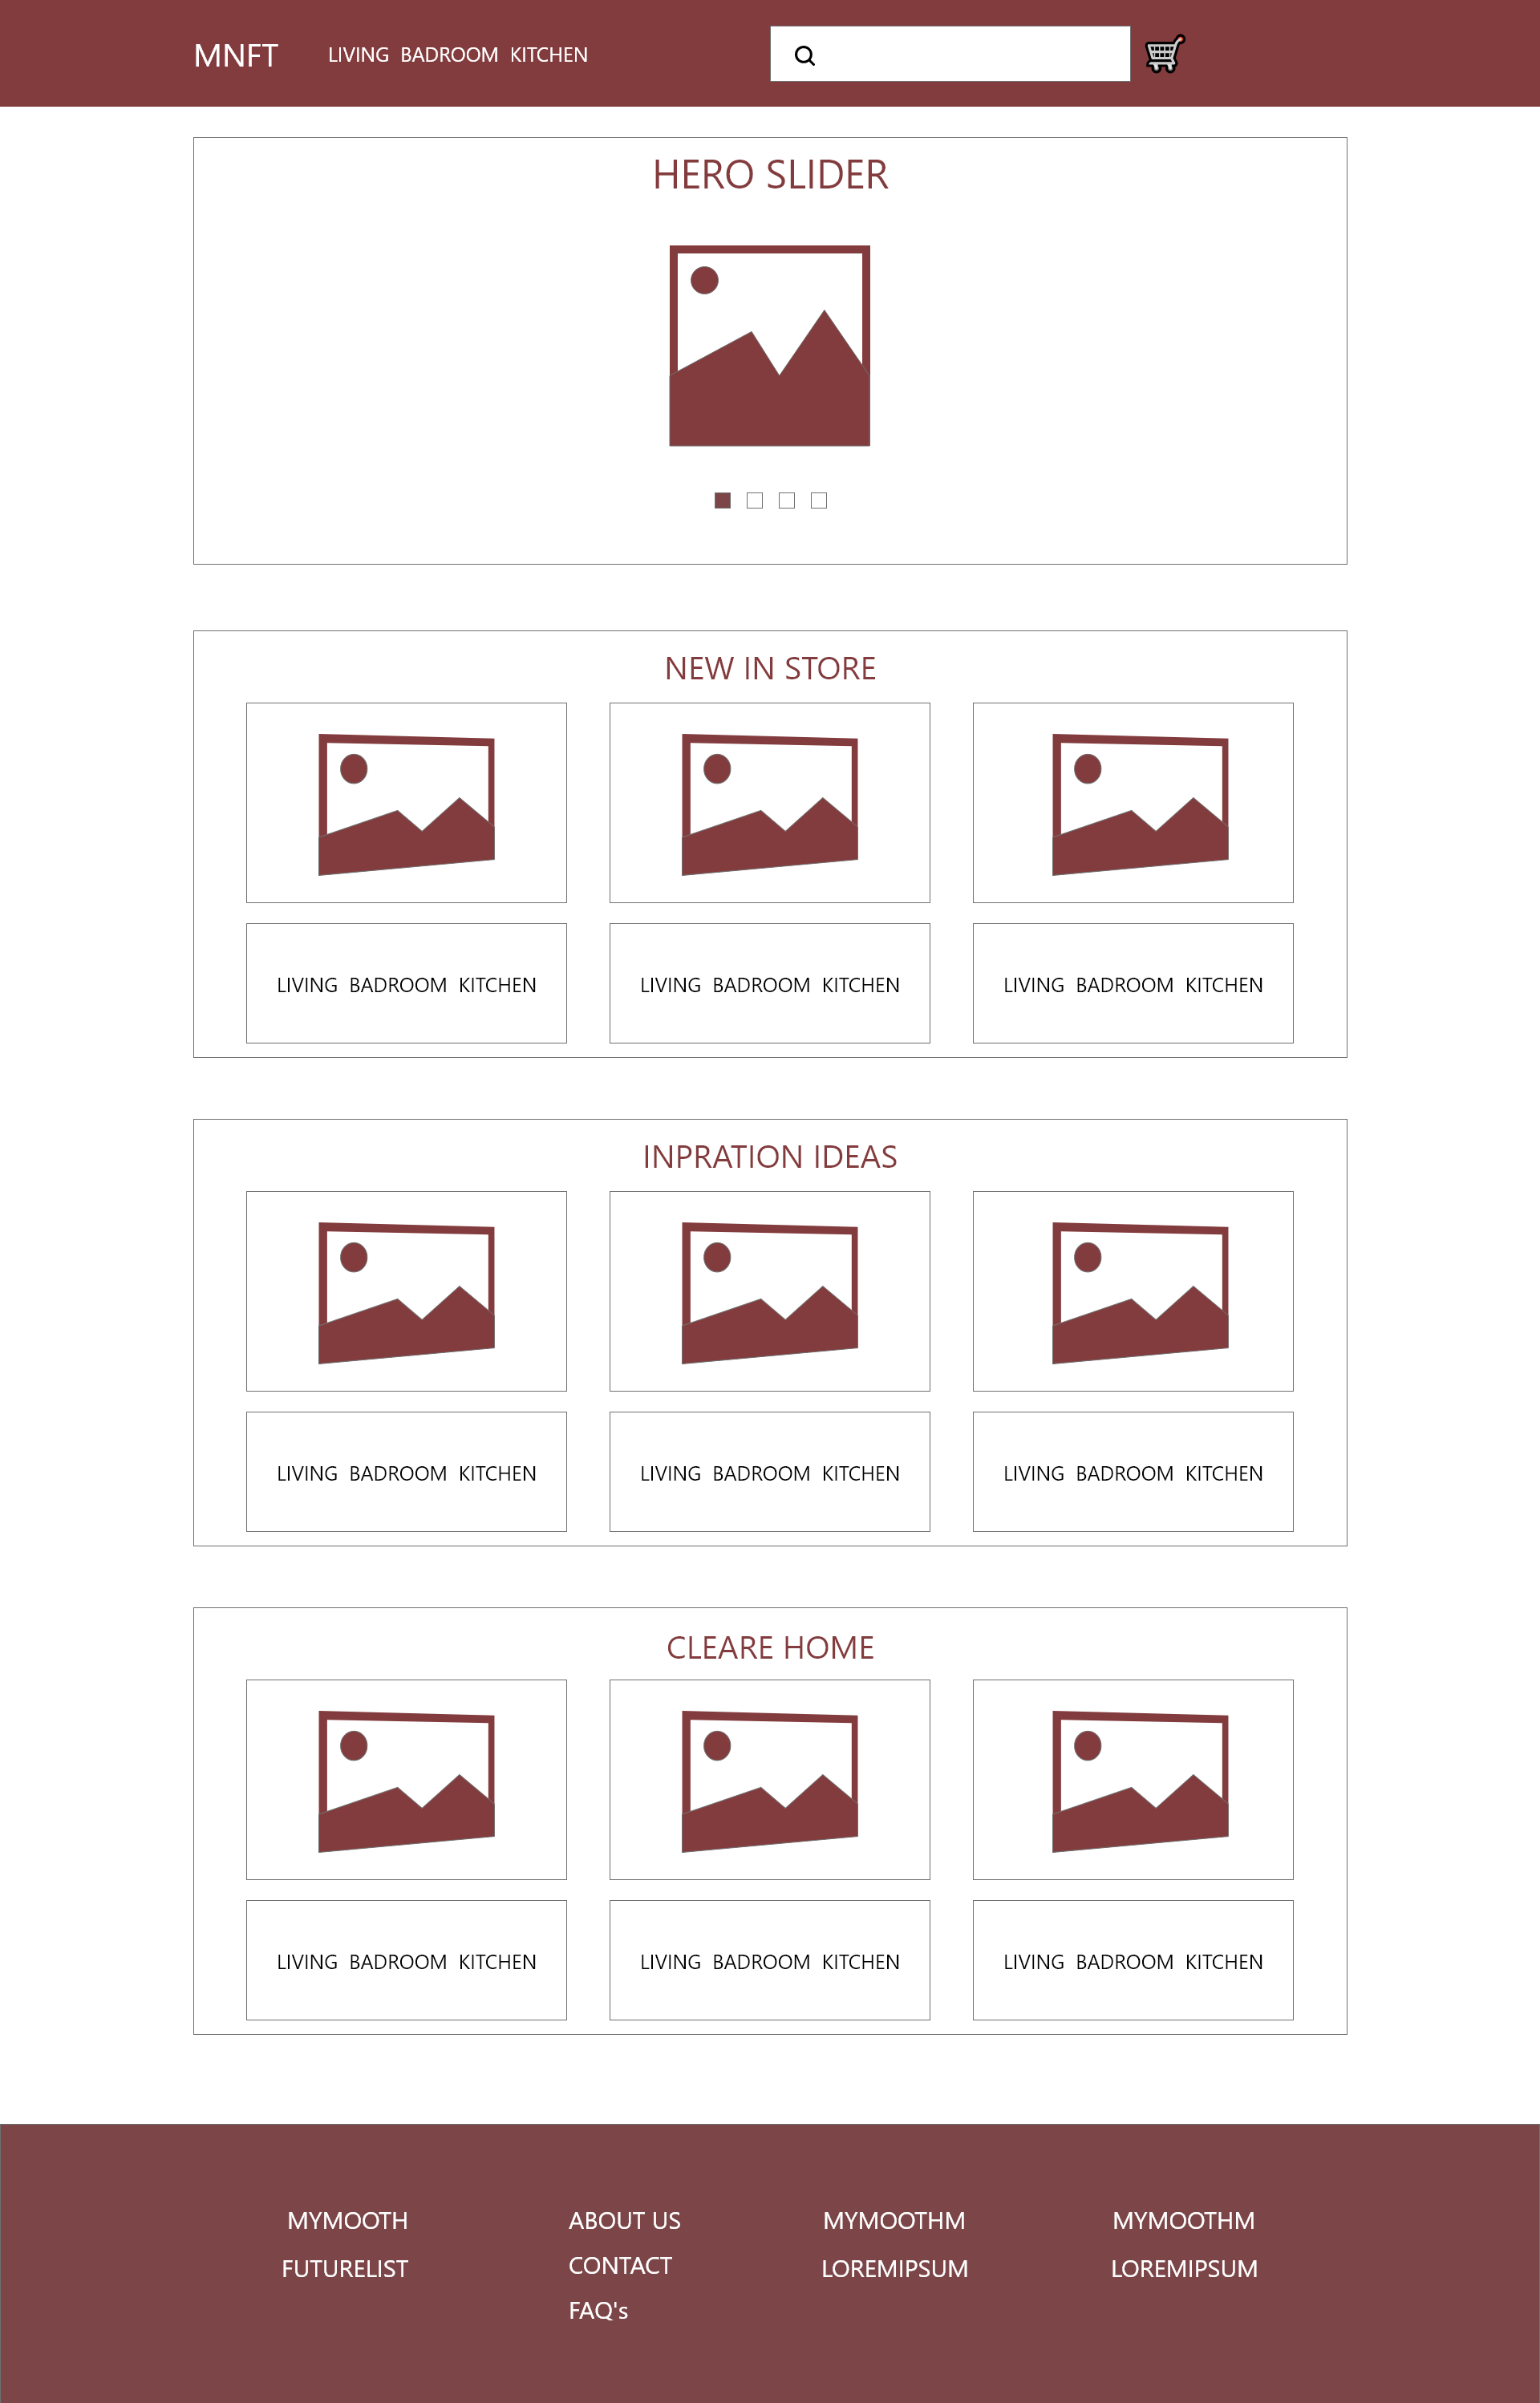 MNFT LIVING BADROOM KITCHEN
HERO SLIDER
NEW IN STORE
LIVING BADROOM KITCHEN
LIVING BADROOM KITCHEN
LIVING BADROOM KITCHEN
INPRATION IDEAS
LIVING BADROOM KITCHEN
LIVING BADROOM KITCHEN
LIVING BADROOM KITCHEN
CLEARE HOME
LIVING BADROOM KITCHEN
LIVING BADROOM KITCHEN
LIVING BADROOM KITCHEN
MYMOOTH
FUTURELIST
ABOUT US
CONTACT
FAQ's
MYMOOTHM
LOREMIPSUM
MYMOOTHM
LOREMIPSUM